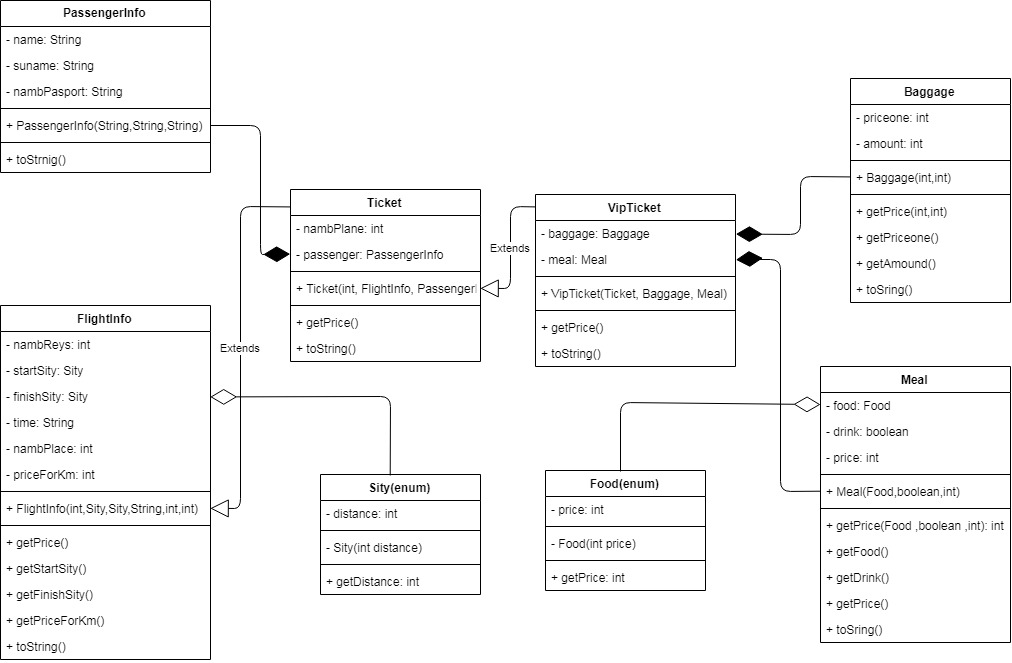 PassengerInfo
- name: String
- suname: String
- nambPasport: String
+ PassengerInfo(String,String,String)
+ toStrnig()
Ticket
- nambPlane: int
- passenger: PassengerInfo
+ Ticket(int, FlightInfo, Passenger
+ getPrice()
+ toString()
Extends
VipTicket
- baggage: Baggage
- meal: Meal
+ VipTicket(Ticket, Baggage, Meal)
+ getPrice()
+ toString()
Baggage
- priceone: int
- amount: int
+ Baggage(int,int)
+ getPrice(int,int)
+ getPriceone()
+ getAmound()
+ toSring()
FlightInfo
- nambReys: int
- startSity: Sity
- finishSity: Sity
- time: String
- nambPlace: int
- priceForKm: int
+ FlightInfo(int,Sity,Sity,String,int,int)
+ getPrice()
+ getStartSity()
+ getFinishSity()
+ getPriceForKm()
+ toString()
Extends
Sity(enum)
- distance: int
- Sity(int distance)
+ getDistance: int
Food(enum)
- price: int
- Food(int price)
+ getPrice: int
Meal
- food: Food
- drink: boolean
- price: int
+ Meal(Food,boolean,int)
+ getPrice(Food ,boolean ,int): int
+ getFood()
+ getDrink()
+ getPrice()
+ toSring()